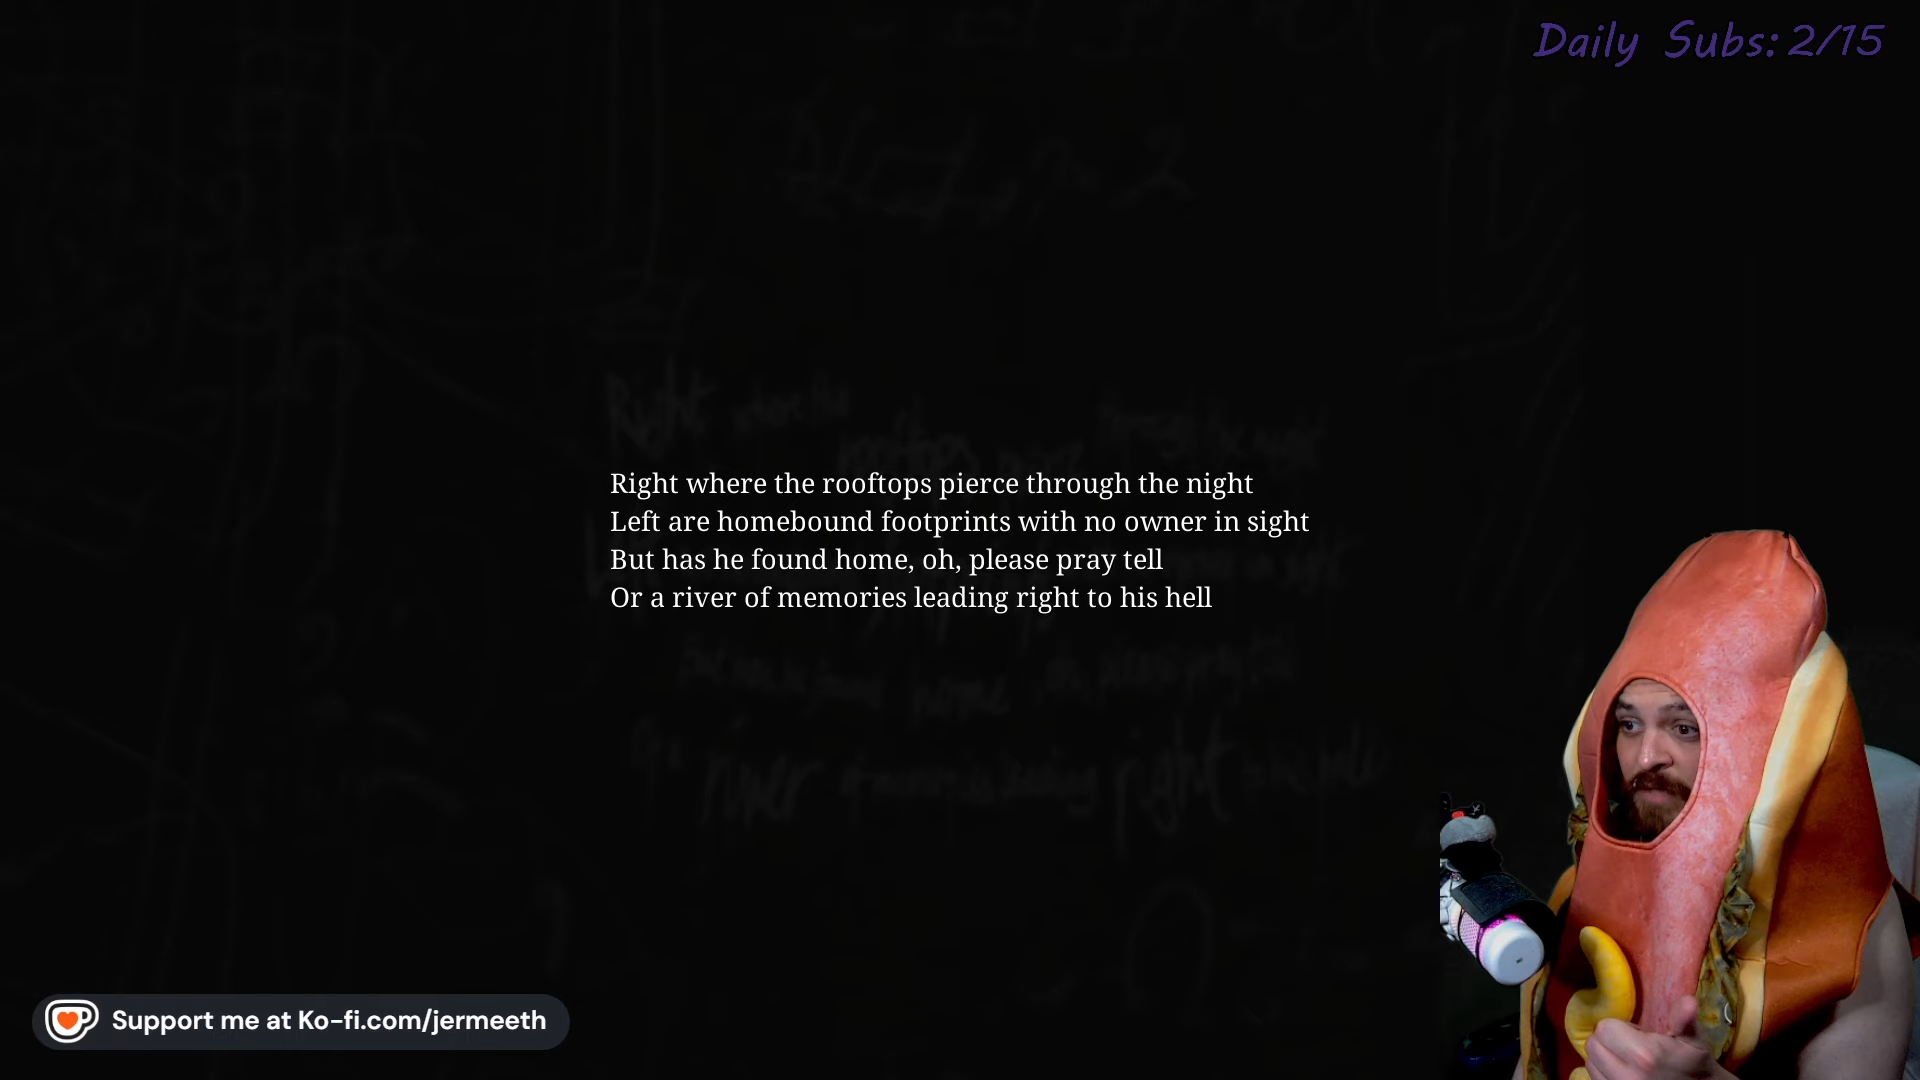 Daily Subs: 2/15
Right where the rooftops pierce through the night
Left are homebound footprints with no owner in sight
But has he found home, oh, please pray tell
Or a river of memories leading right to his hell
Support me at Ko-fi.com/jermeeth